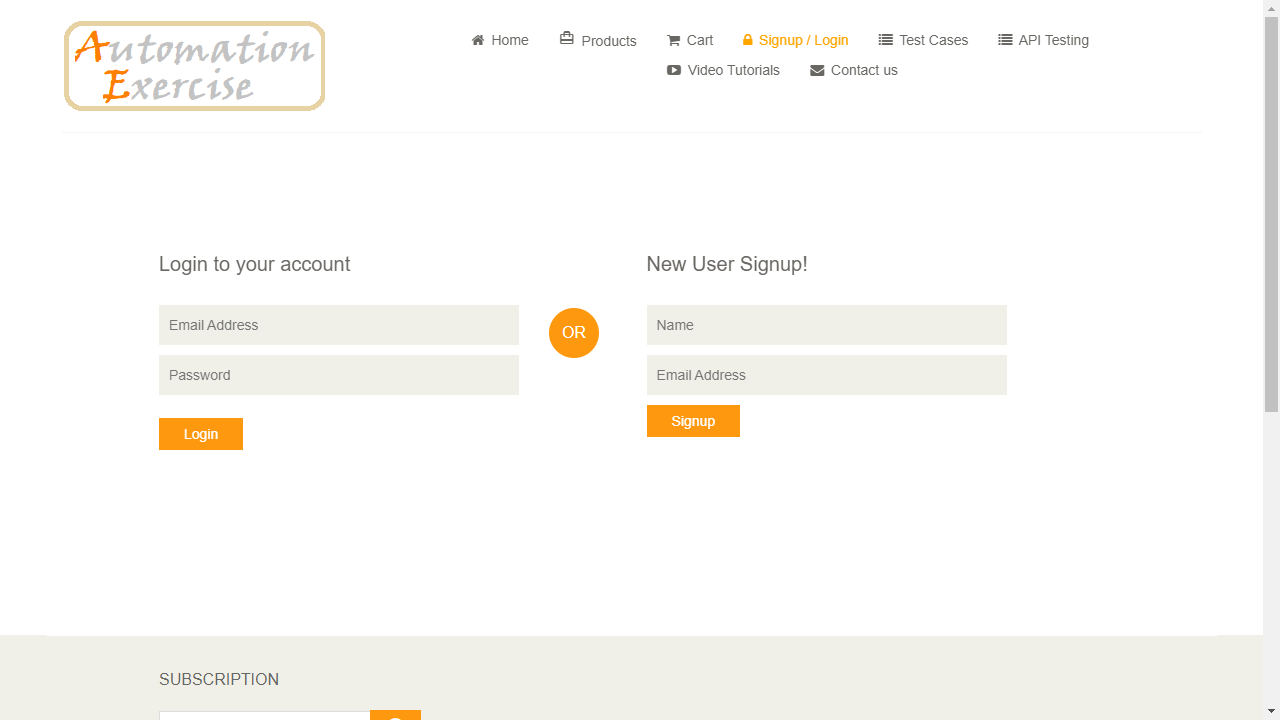 Automation
Exercise
Home
Products
Cart
Signup / Login
Test Cases
API Testing
Video Tutorials
Contact us
Login to your account
Email Address
Password
Login
OR
New User Signup!
Name
Email Address
Signup
SUBSCRIPTION